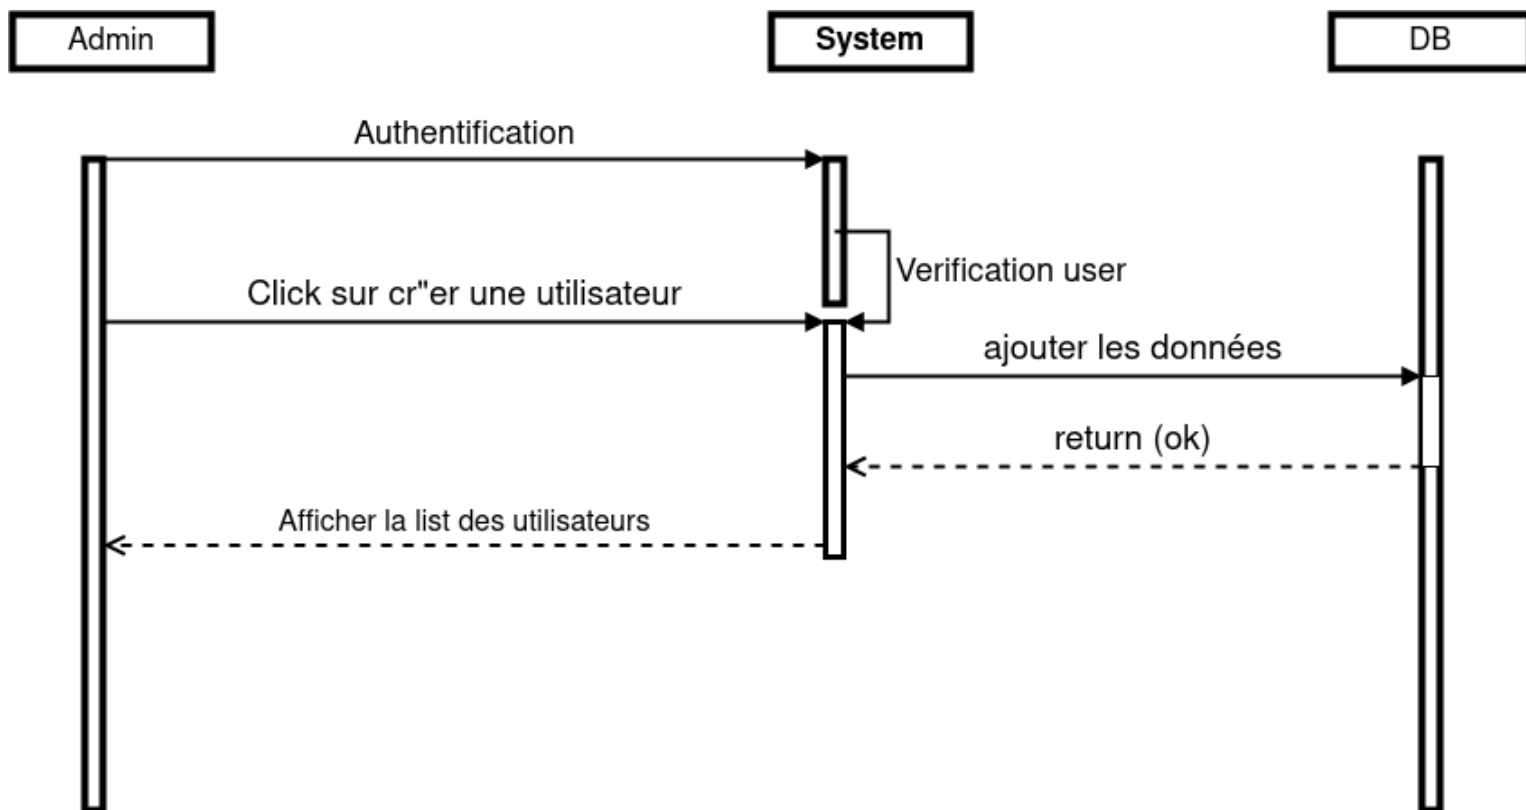 Admin
System
DB
Authentification
Verification user
Click sur cr"er une utilisateur
ajouter les données
return (ok)
Afficher la list des utilisateurs